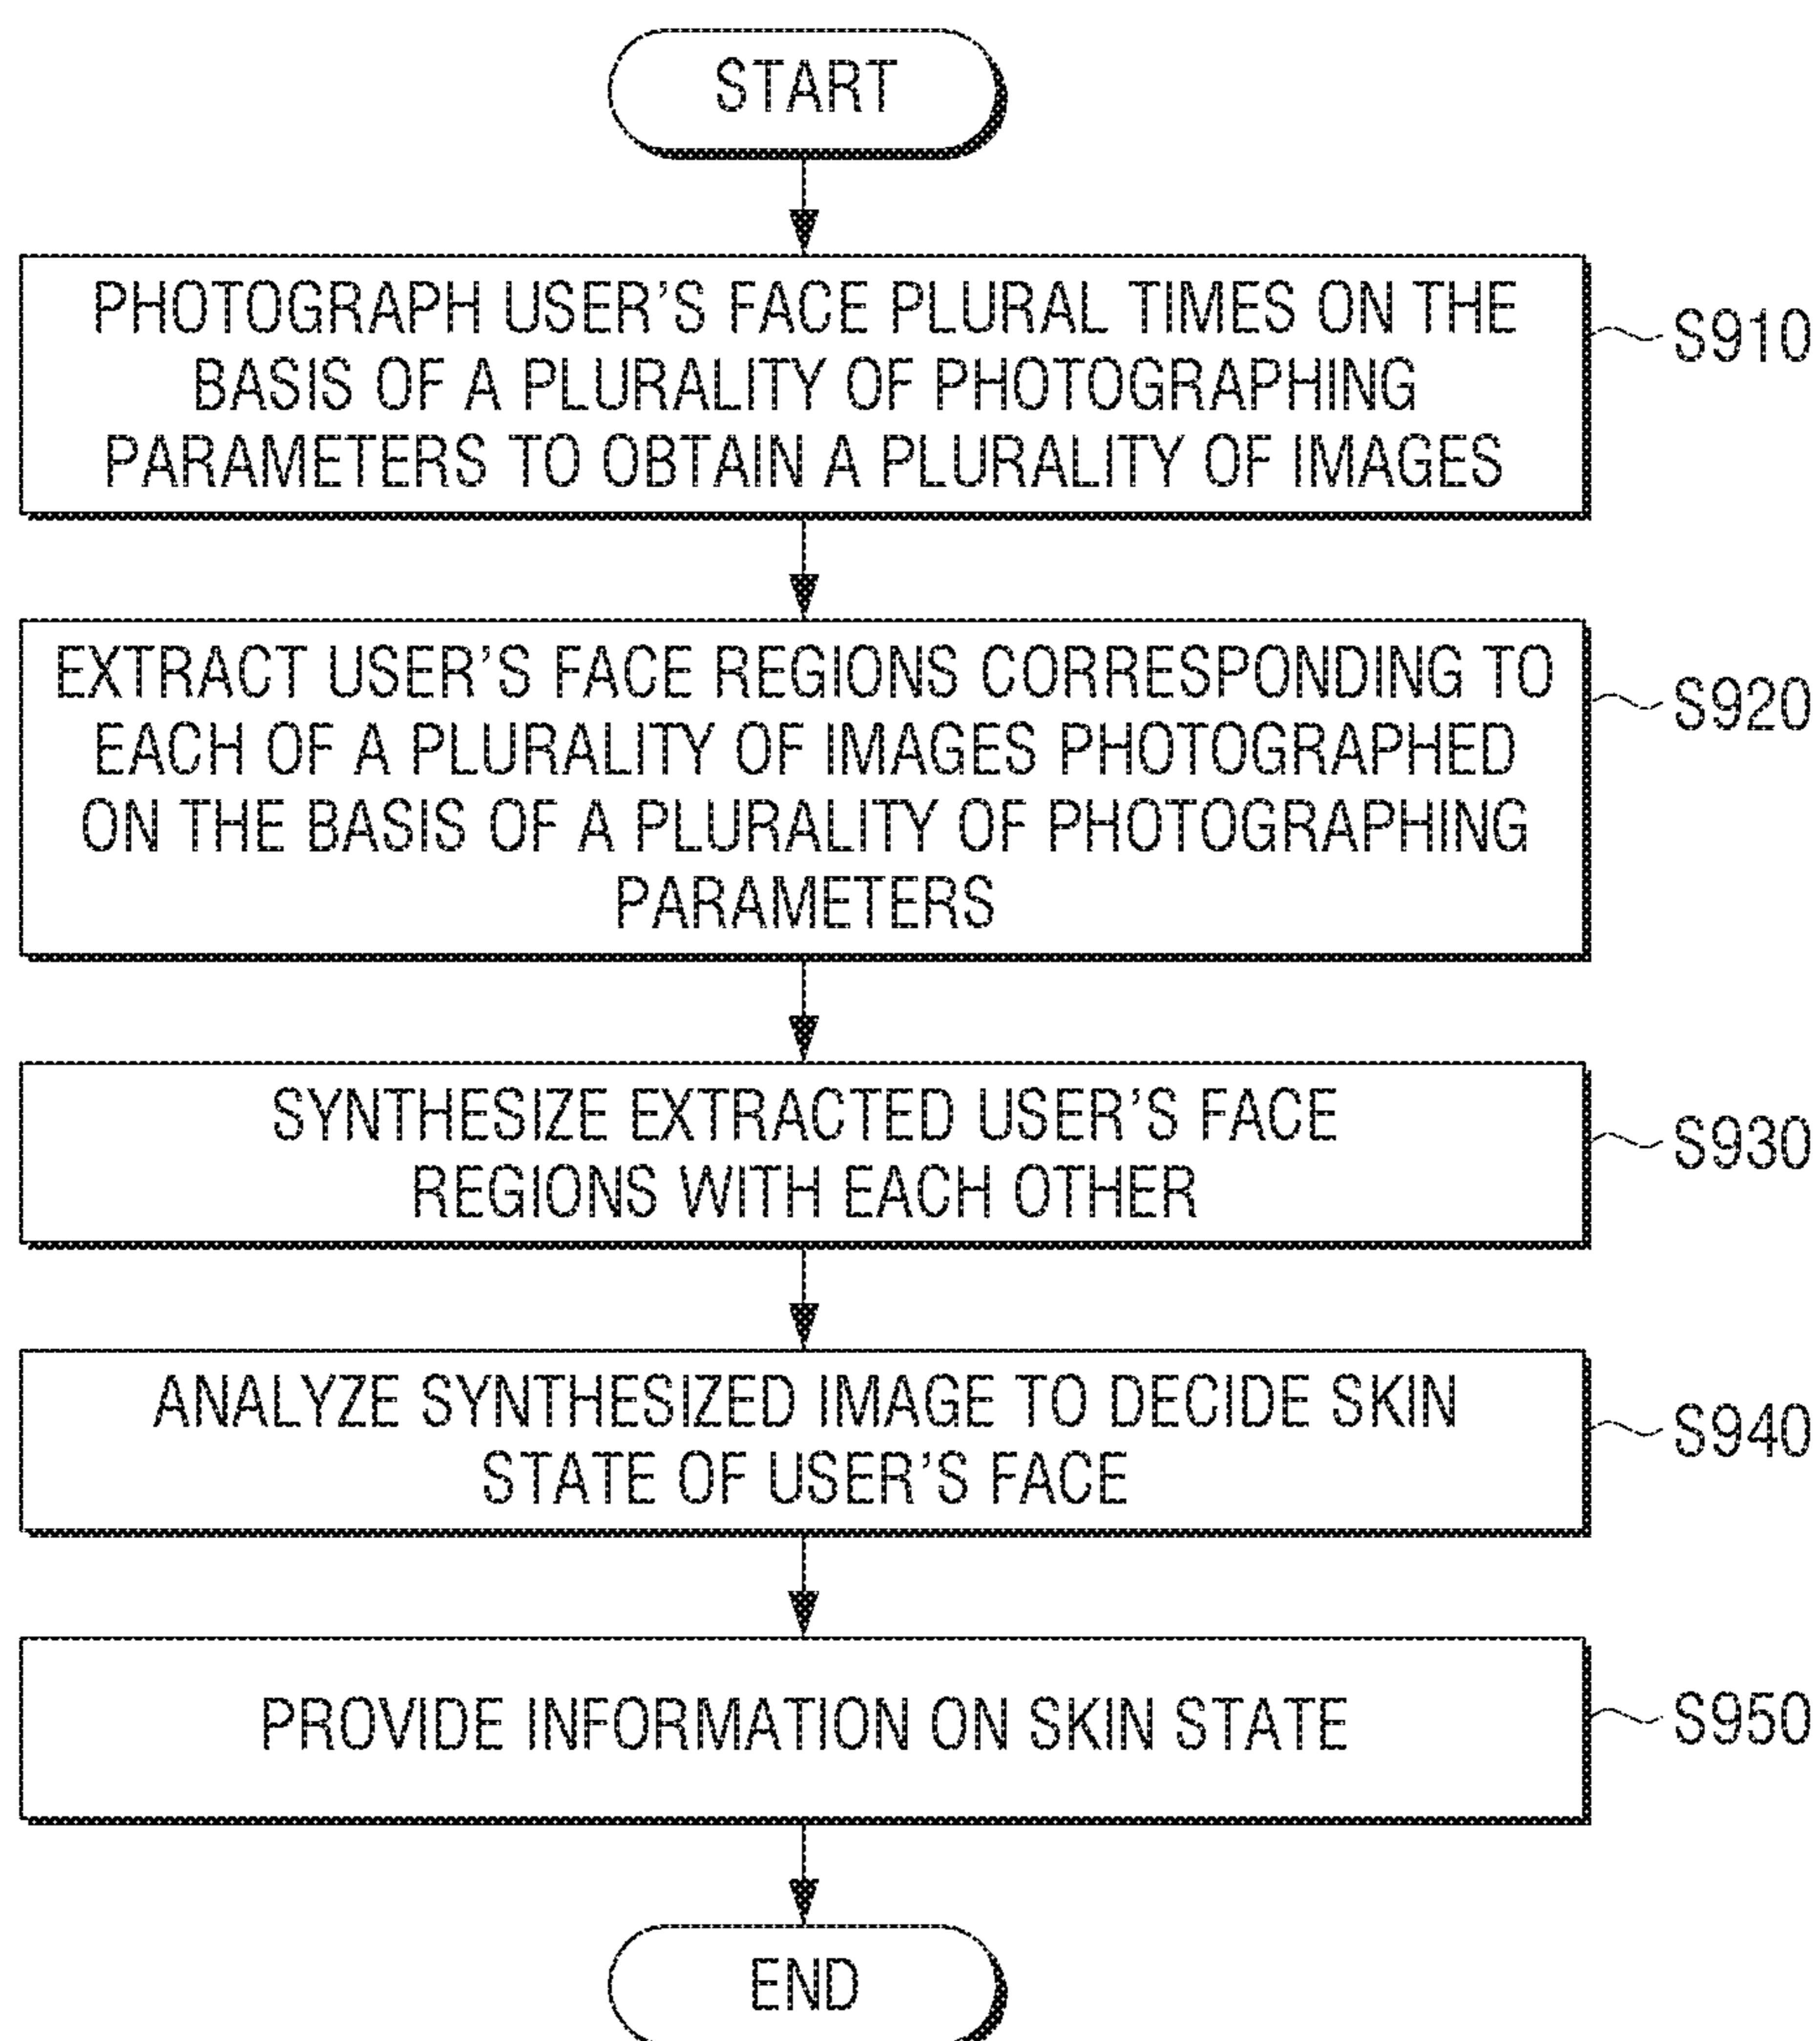 START
PHOTOGRAPH USER'S FACE PLURAL TIMES ON THE
BASIS OF A PLURALITY OF PHOTOGRAPHING
PARAMETERS TO OBTAIN A PLURALITY OF IMAGES
S910
EXTRACT USER'S FACE REGIONS CORRESPONDING TO
EACH OF A PLURALITY OF IMAGES PHOTOGRAPHED
ON THE BASIS OF A PLURALITY OF PHOTOGRAPHING
PARAMETERS
S920
SYNTHESIZE EXTRACTED USER'S FACE
REGIONS WITH EACH OTHER
S930
ANALYZE SYNTHESIZED IMAGE TO DECIDE SKIN
STATE OF USER'S FACE
S940
PROVIDE INFORMATION ON SKIN STATE
S950
END